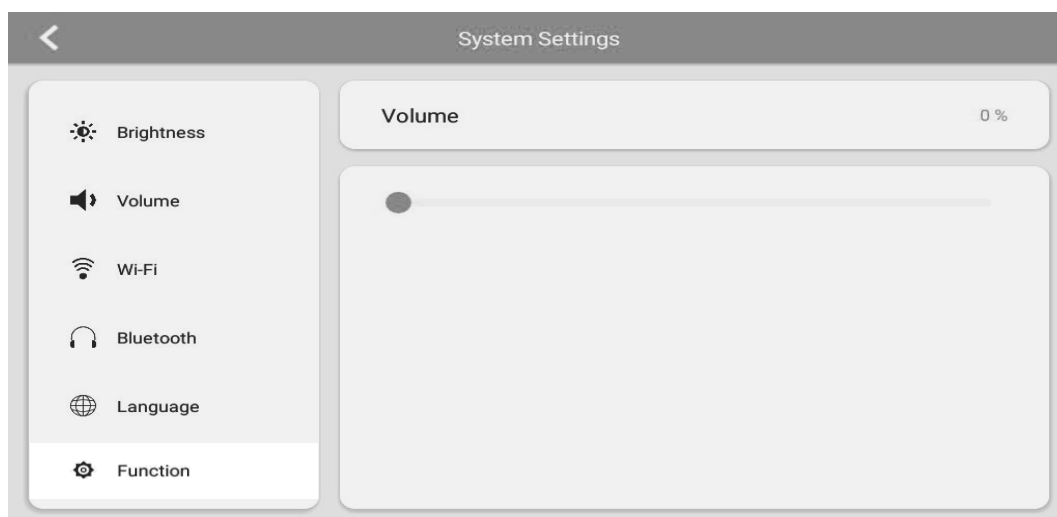 System Settings
Brightness
Volume
Wi-Fi
Bluetooth
Language
Function
Volume 0 %